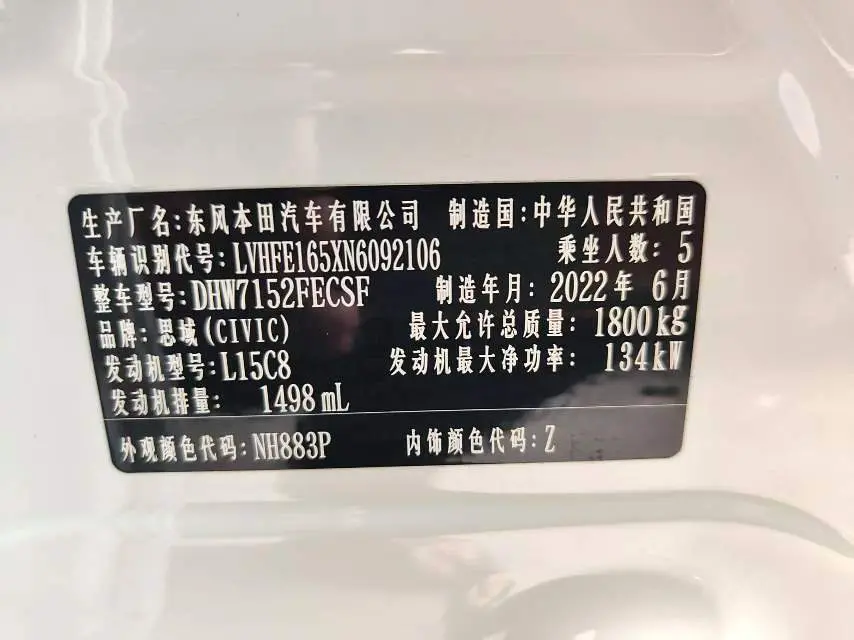 生产厂名:东风本田汽车有限公司 制造国:中华人民共和国
车辆识别代号:LVHFE165XN6092106 乘坐人数:5
整车型号:DHW7152FECSF 制造年月:2022年 6月
品牌:思域(CIVIC) 最大允许总质量:1800kg
发动机型号:L15C8 发动机最大净功率:134kW
发动机排量: 1498 mL
外观颜色代码:NH883P 内饰颜色代码:Z